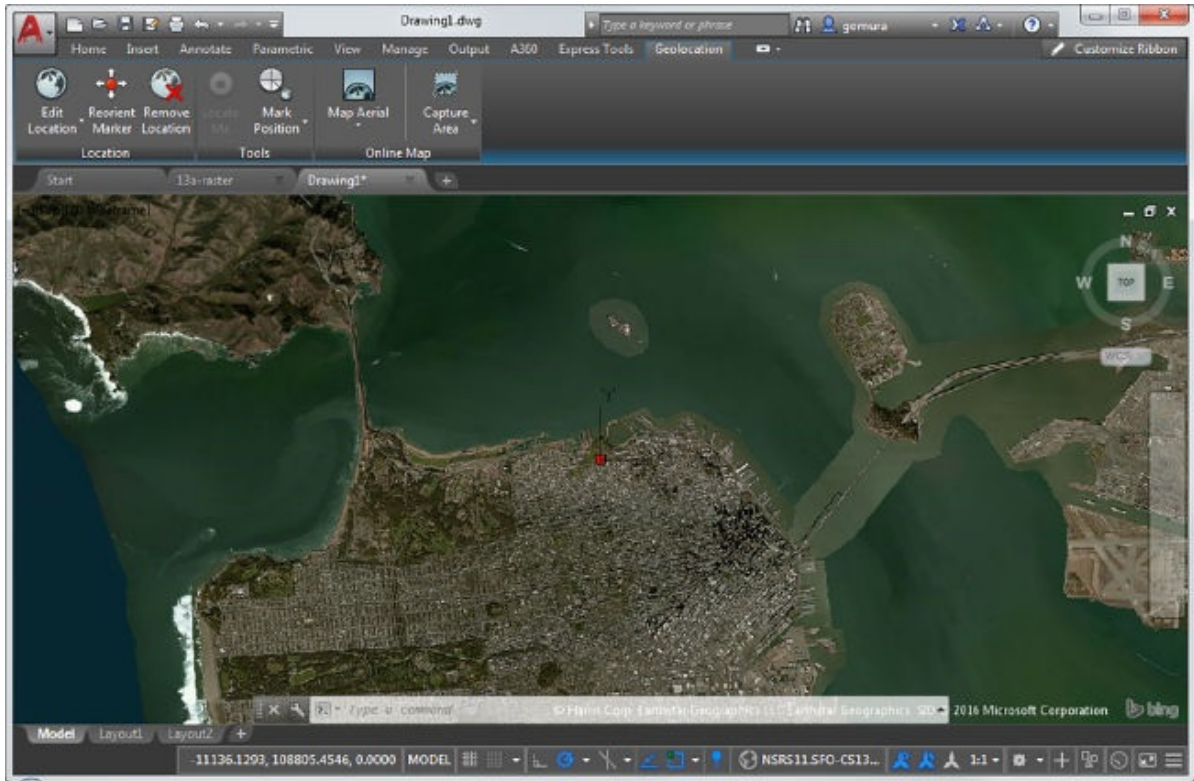 A
Drawing1.dwg
Type a keyword or phrase
gomura
Home Insert Annotate Parametric View Manage Output A360 Express Tools Geolocation Customize Ribbon
Edit Location
Reorient Marker
Remove Location
Locate Me
Mark Position
Map Aerial
Capture Area
Location Tools Online Map
Start 13a-raster Drawing1* +
N
W TOP E
S
WCS
Y
Type a command
Earthstar Geographics 2016 Microsoft Corporation bing
Model Layout1 Layout2 +
-11136.1293, 108805.4546, 0.0000 MODEL NSRS11.SFO-CS13... 1:1